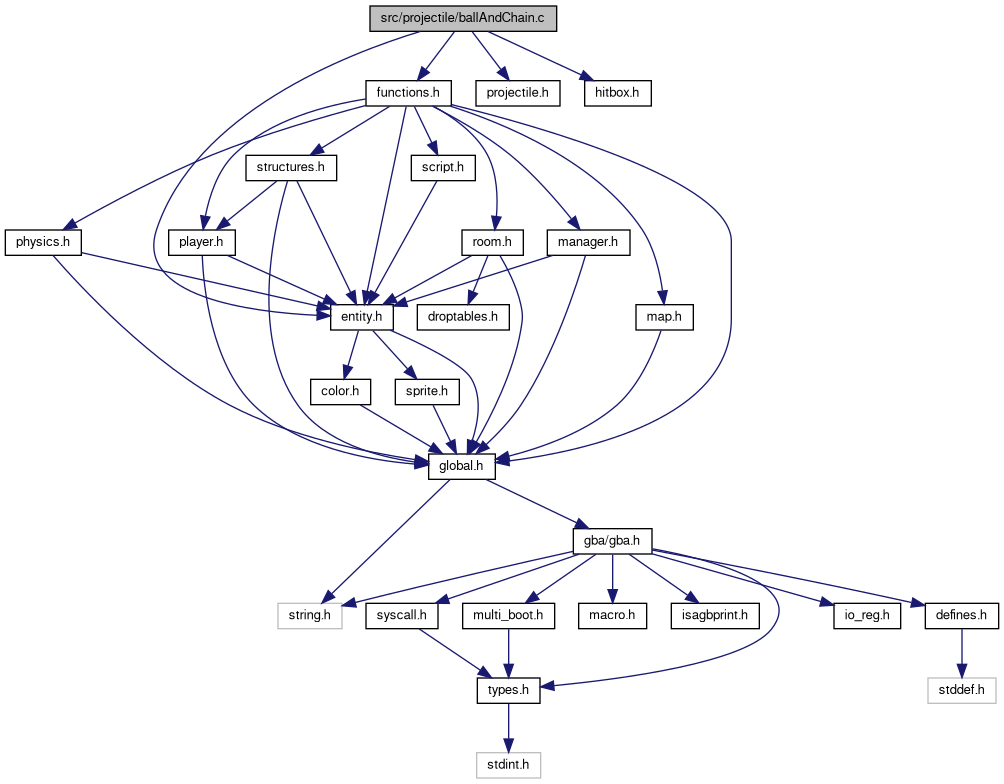 src/projectile/ballAndChain.c
functions.h
projectile.h
hitbox.h
structures.h
script.h
physics.h
player.h
room.h
manager.h
entity.h
droptables.h
map.h
color.h
sprite.h
global.h
gba/gba.h
string.h
syscall.h
multi_boot.h
macro.h
isagbprint.h
io_reg.h
defines.h
types.h
stddef.h
stdint.h